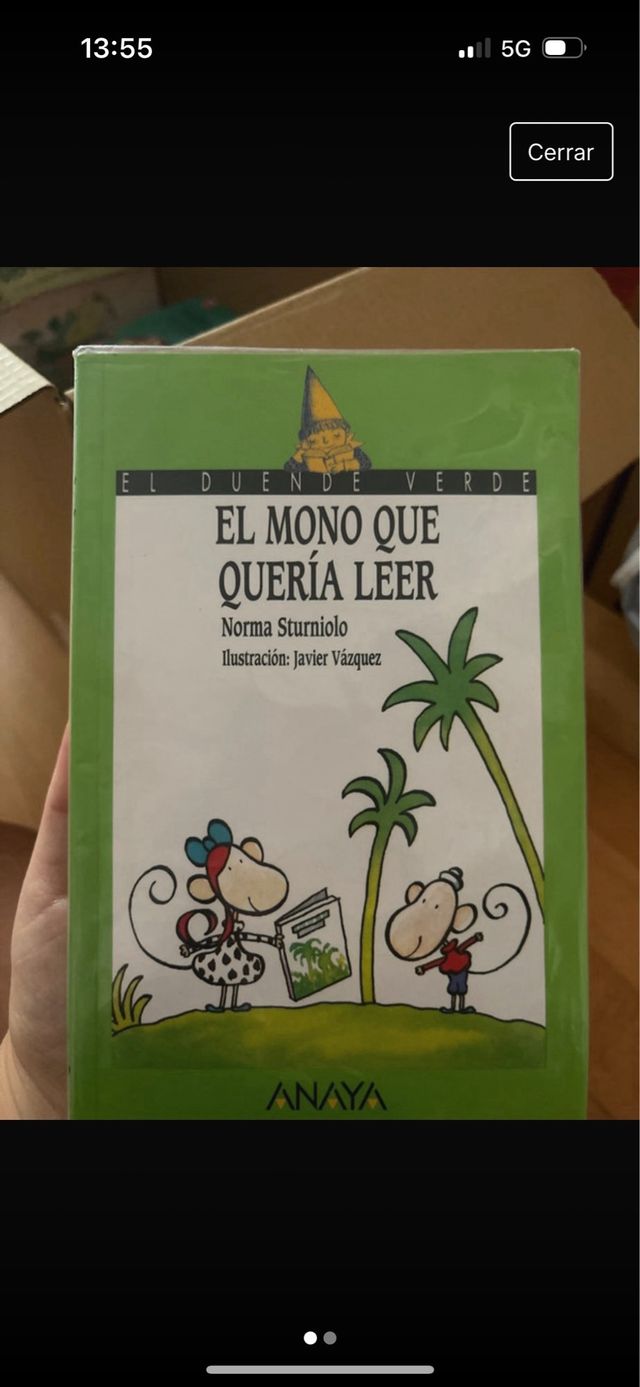 13:55 5G
Cerrar
EL DUENDE VERDE
EL MONO QUE
QUERÍA LEER
Norma Sturniolo
Ilustración: Javier Vázquez
ANAYA